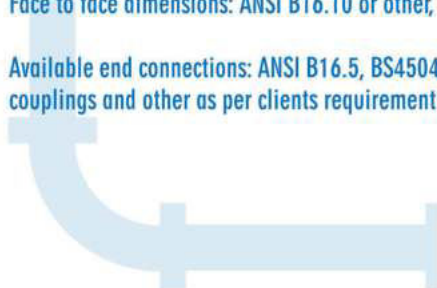 Face to face dimensions: ANSI B16.10 or other,
Available end connections: ANSI B16.5, BS4504
couplings and other as per clients requirement